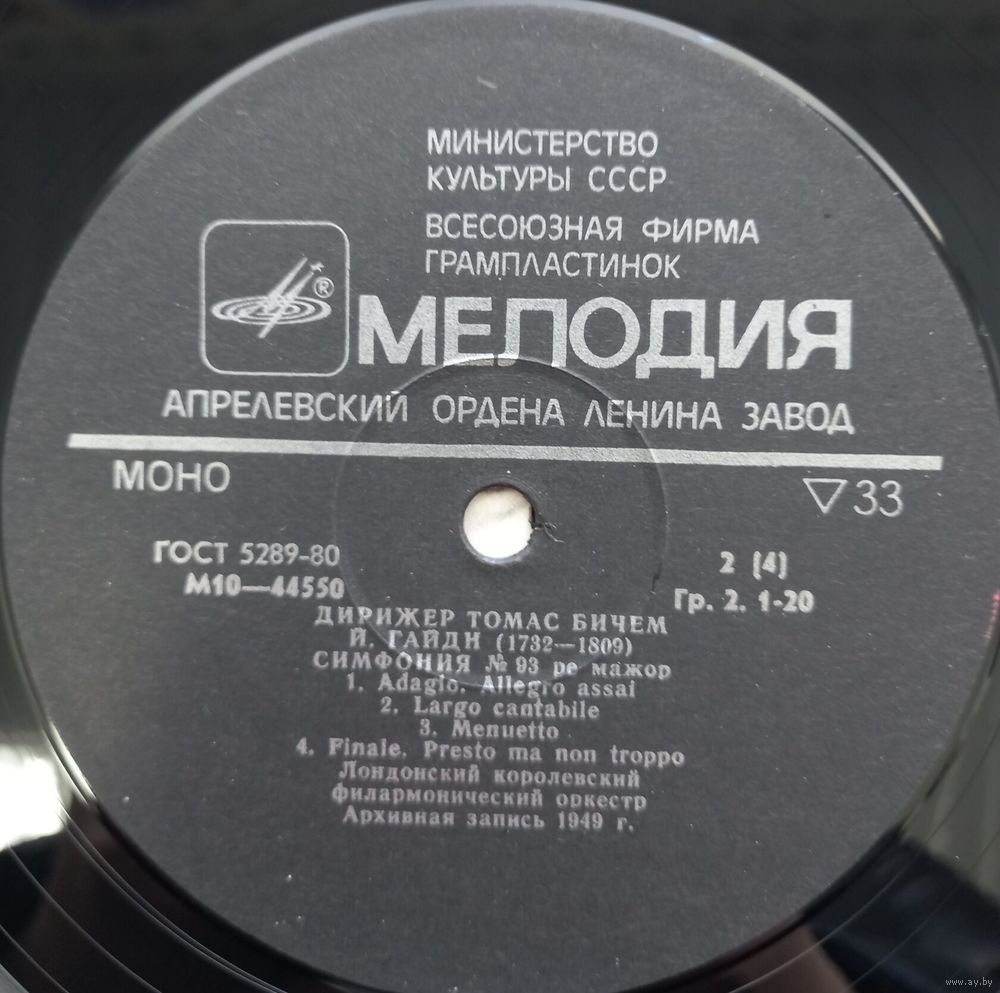 МИНИСТЕРСТВО
КУЛЬТУРЫ СССР
ВСЕСОЮЗНАЯ ФИРМА
ГРАМПЛАСТИНОК
®
МЕЛОДИЯ
АПРЕЛЕВСКИЙ ОРДЕНА ЛЕНИНА ЗАВОД
МОНО
▽33
ГОСТ 5289-80
М10—44550
2 (4)
Гр. 2. 1-20
ДИРИЖЕР ТОМАС БИЧЕМ
Й. ГАЙДН (1732—1809)
СИМФОНИЯ № 93 ре мажор
1. Adagio. Allegro assai
2. Largo cantabile
3. Menuetto
4. Finale. Presto ma non troppo
Лондонский королевский
филармонический оркестр
Архивная запись 1949 г.
www.ay.by